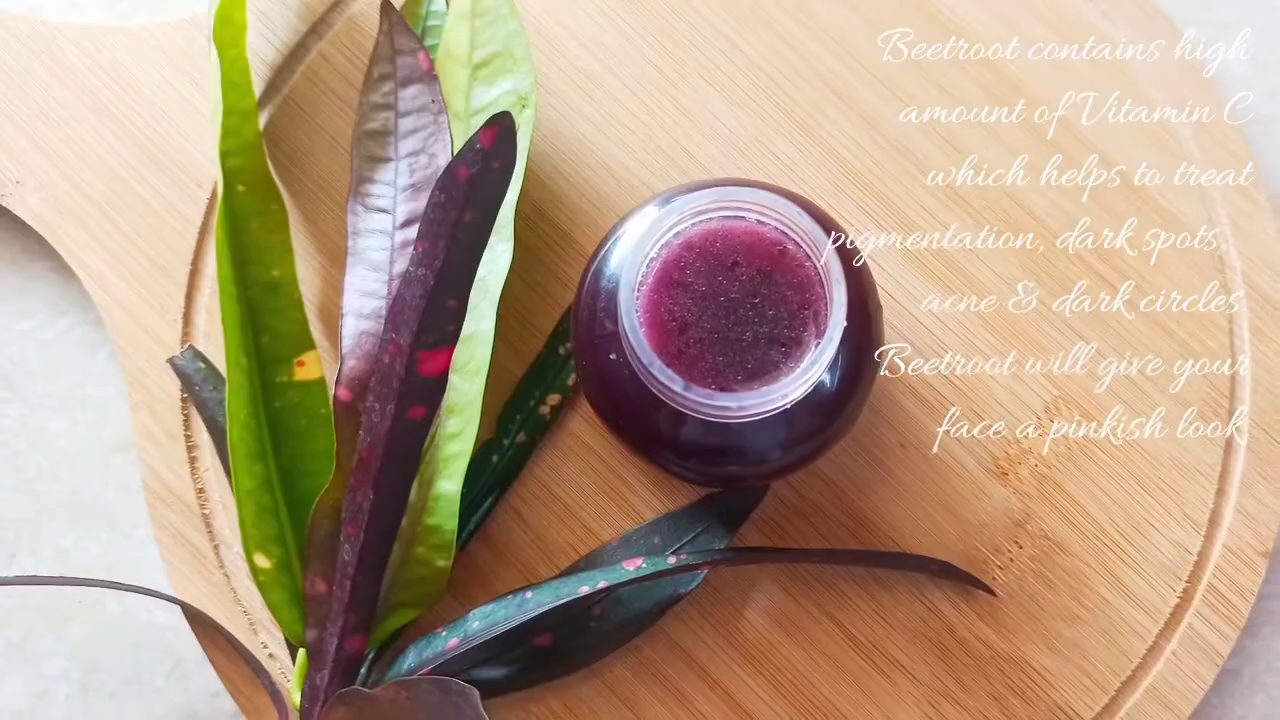 Beetroot contains high
amount of Vitamin C
which helps to treat
pigmentation, dark spots
acne & dark circles
Beetroot will give your
face a pinkish look